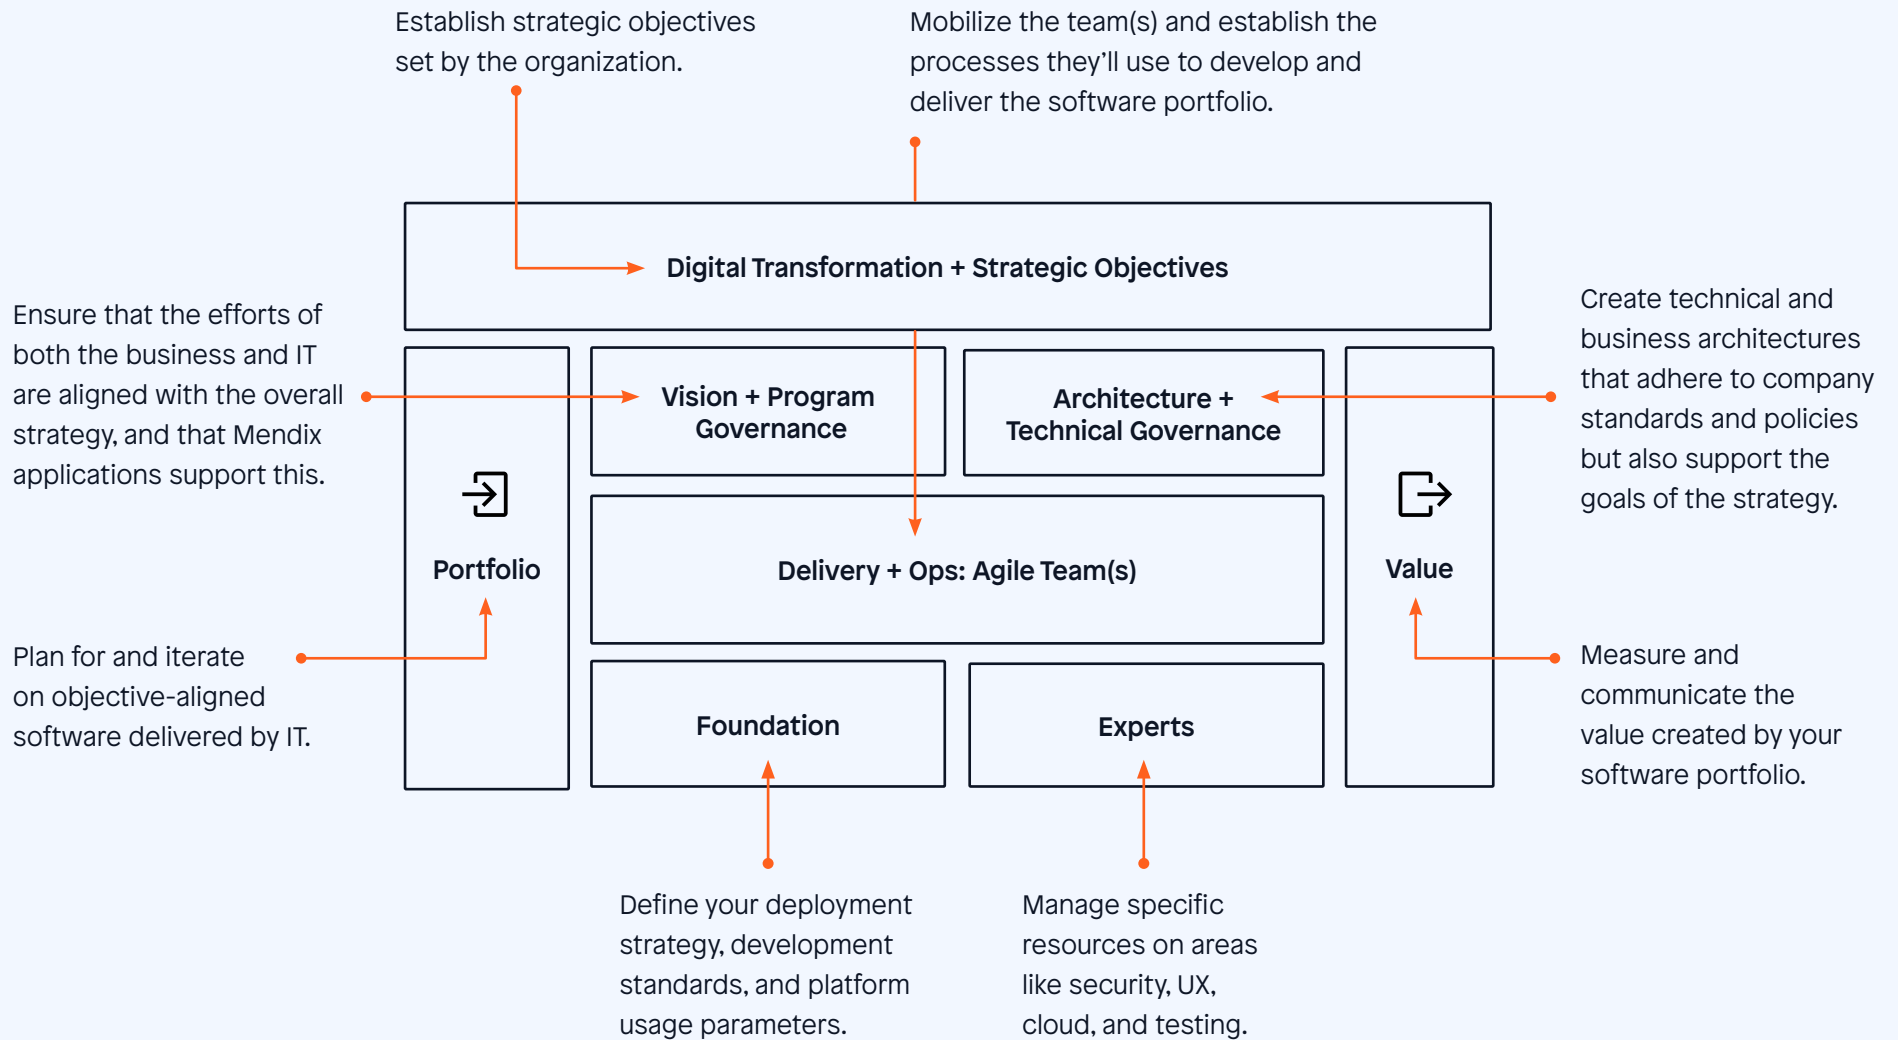 Establish strategic objectives
set by the organization.
Mobilize the team(s) and establish the
processes they’ll use to develop and
deliver the software portfolio.
Digital Transformation + Strategic Objectives
Ensure that the efforts of
both the business and IT
are aligned with the overall
strategy, and that Mendix
applications support this.
Vision + Program
Governance
Architecture +
Technical Governance
Create technical and
business architectures
that adhere to company
standards and policies
but also support the
goals of the strategy.
Portfolio
Delivery + Ops: Agile Team(s)
Value
Plan for and iterate
on objective-aligned
software delivered by IT.
Foundation
Experts
Measure and
communicate the
value created by your
software portfolio.
Define your deployment
strategy, development
standards, and platform
usage parameters.
Manage specific
resources on areas
like security, UX,
cloud, and testing.